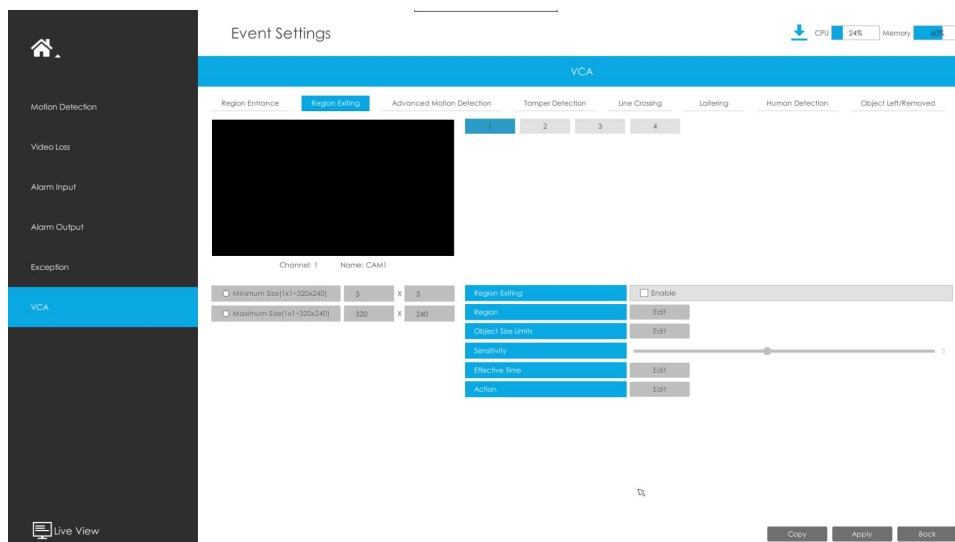 Event Settings
CPU 24% Memory 60%
VCA
Motion Detection
Video Loss
Alarm Input
Alarm Output
Exception
VCA
Live View
Region Entrance Region Exiting Advanced Motion Detection Tamper Detection Line Crossing Loitering Human Detection Object Left/Removed
1 2 3 4
Channel: 1 Name: CAM1
Minimum Size(1x1~320x240) 3 X 3
Maximum Size(1x1~320x240) 320 X 240
Region Exiting Enable
Region Edit
Object Size Limits Edit
Sensitivity 5
Effective Time Edit
Action Edit
Copy Apply Back